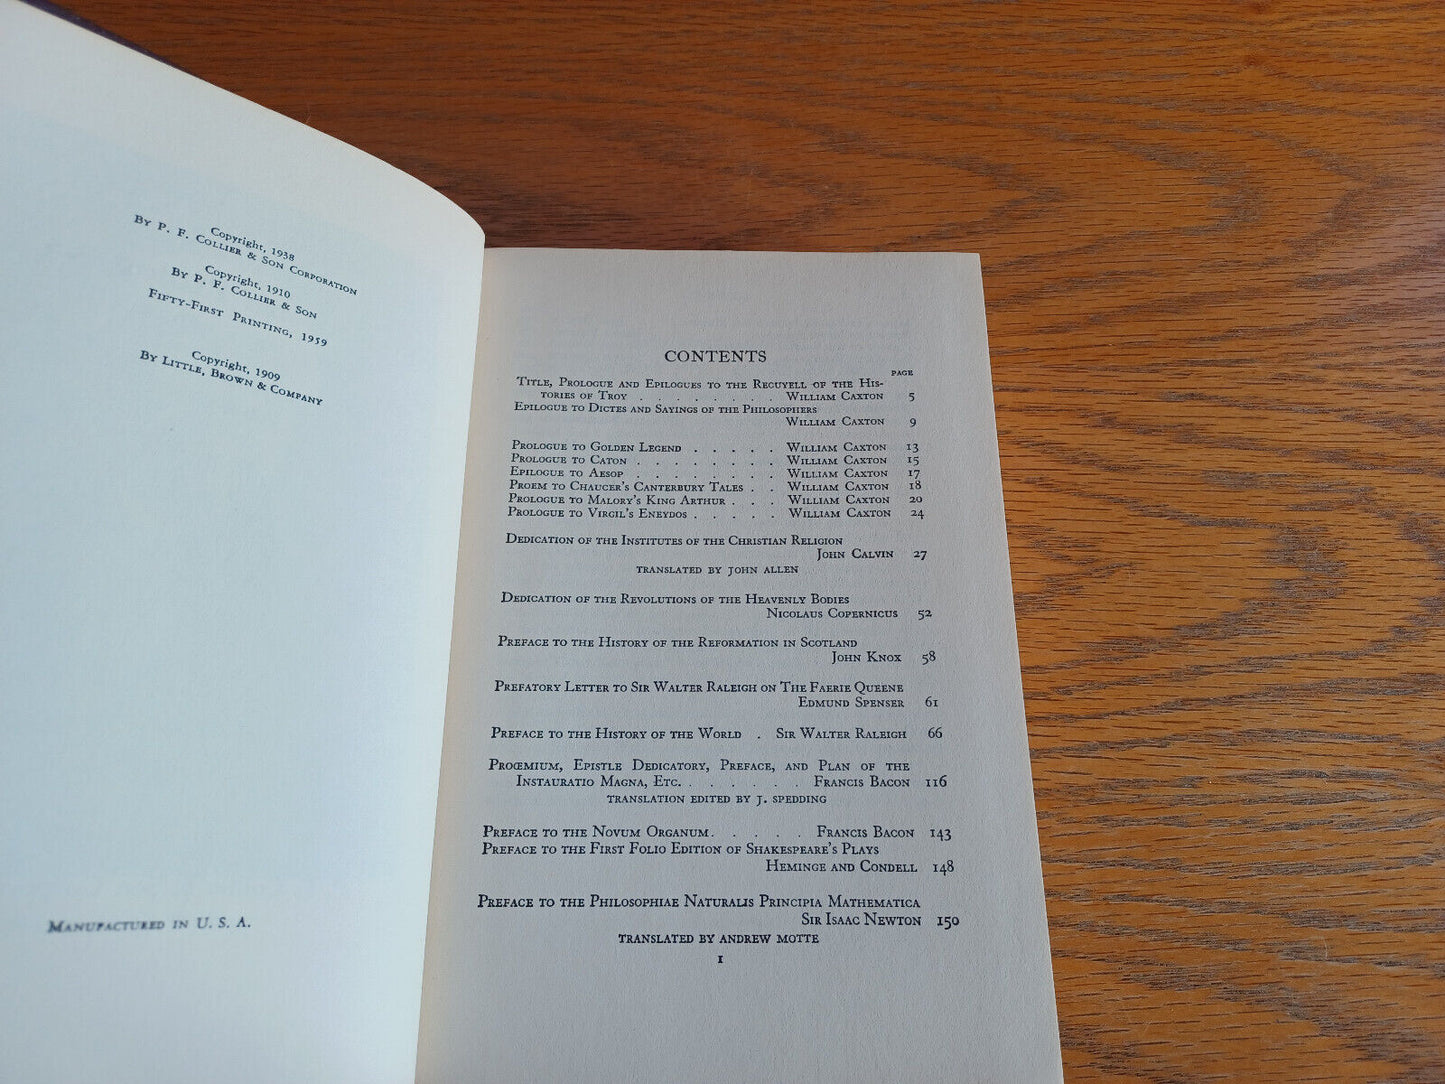 Copyright, 1938
By P. F. Collier & Son Corporation
Copyright, 1910
By P. F. Collier & Son
Fifty-First Printing, 1959
Copyright, 1909
By Little, Brown & Company
Manufactured in U. S. A.
CONTENTS
PAGE
Title, Prologue and Epilogues to the Recuyell of the His-
tories of Troy . . . . . . . . William Caxton 5
Epilogue to Dictes and Sayings of the Philosophers
William Caxton 9
Prologue to Golden Legend . . . . . William Caxton 13
Prologue to Caton . . . . . . . . William Caxton 15
Epilogue to Aesop . . . . . . . . William Caxton 17
Proem to Chaucer's Canterbury Tales . . William Caxton 18
Prologue to Malory's King Arthur . . . William Caxton 20
Prologue to Virgil's Eneydos . . . . . William Caxton 24
Dedication of the Institutes of the Christian Religion
John Calvin 27
translated by john allen
Dedication of the Revolutions of the Heavenly Bodies
Nicolaus Copernicus 52
Preface to the History of the Reformation in Scotland
John Knox 58
Prefatory Letter to Sir Walter Raleigh on The Faerie Queene
Edmund Spenser 61
Preface to the History of the World . Sir Walter Raleigh 66
Proœmium, Epistle Dedicatory, Preface, and Plan of the
Instauratio Magna, Etc. . . . . . . Francis Bacon 116
translation edited by j. spedding
Preface to the Novum Organum . . . . . Francis Bacon 143
Preface to the First Folio Edition of Shakespeare's Plays
Heminge and Condell 148
Preface to the Philosophiae Naturalis Principia Mathematica
Sir Isaac Newton 150
translated by andrew motte
1